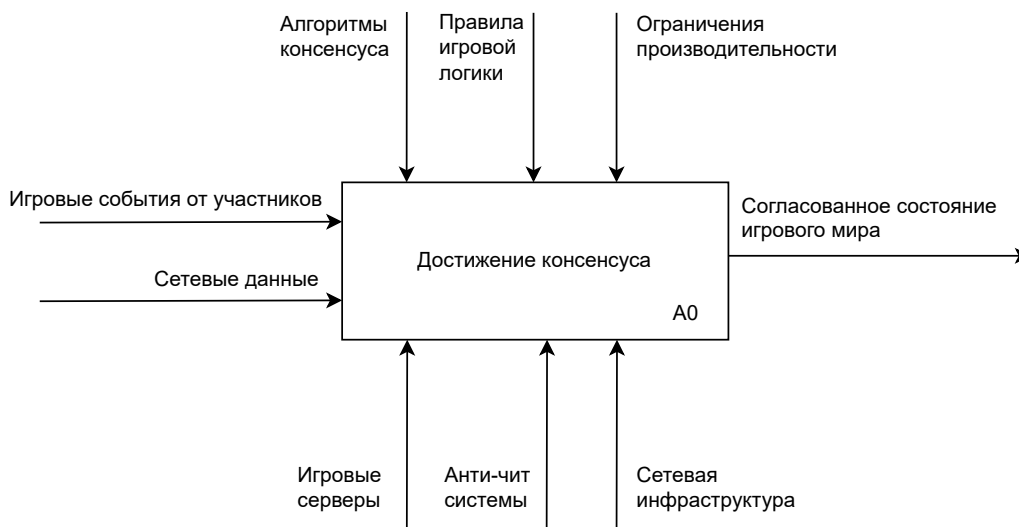 Алгоритмы
консенсуса
Правила
игровой
логики
Ограничения
производительности
Игровые события от участников
Сетевые данные
Достижение консенсуса
А0
Согласованное состояние
игрового мира
Игровые
серверы
Анти-чит
системы
Сетевая
инфраструктура